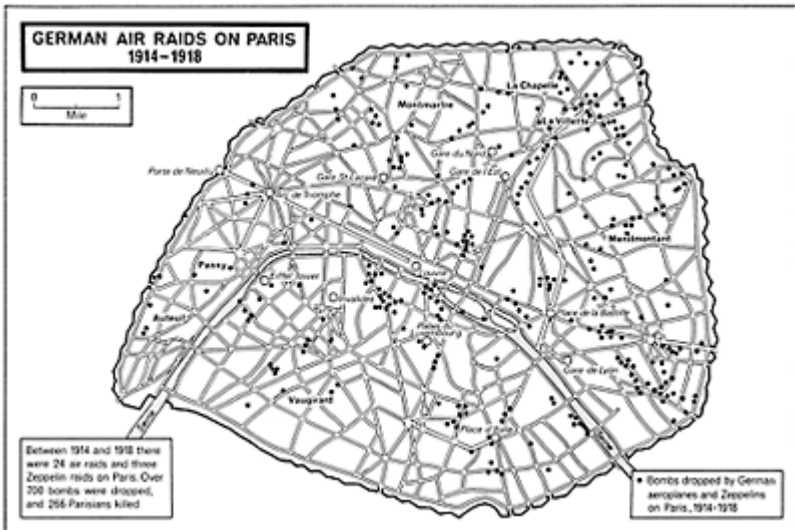 GERMAN AIR RAIDS ON PARIS
1914–1918
0 1
Mile
La Chapelle
Montmartre
La Villette
Gare du Nord
Porte de Neuilly
Gare St Lazare
Gare de l'Est
Arc de Triomphe
Menilmontant
Passy
Louvre
Eiffel Tower
Invalides
Auteuil
Place de la Bastille
Palais du
Luxembourg
Gare de Lyon
Vaugirard
Place d'Italie
Seine
Seine
Between 1914 and 1918 there
were 24 air raids and three
Zeppelin raids on Paris. Over
700 bombs were dropped,
and 266 Parisians killed
• Bombs dropped by German
aeroplanes and Zeppelins
on Paris, 1914-1918